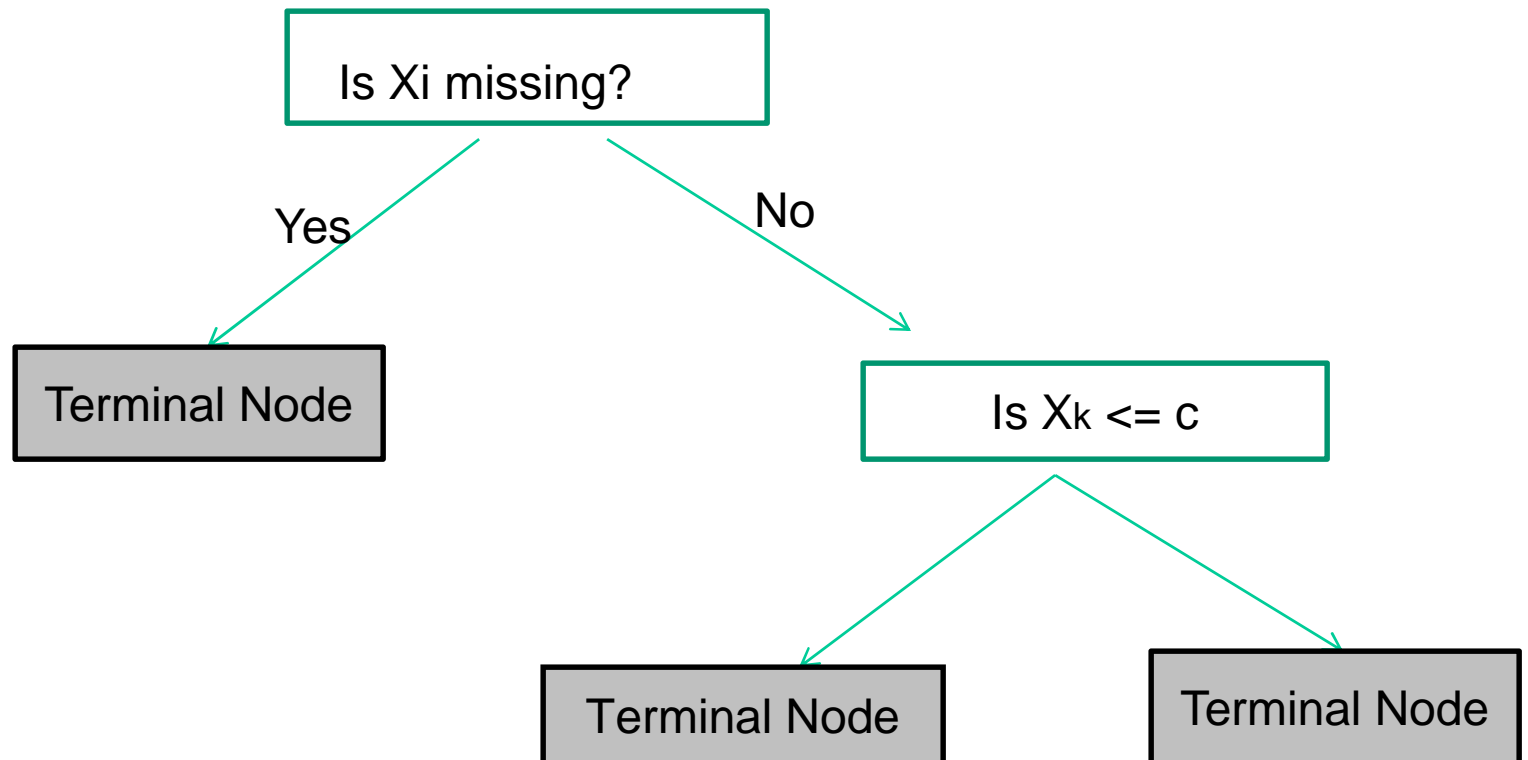 Is Xi missing?
Yes
No
Terminal Node
Is Xk <= c
Terminal Node
Terminal Node